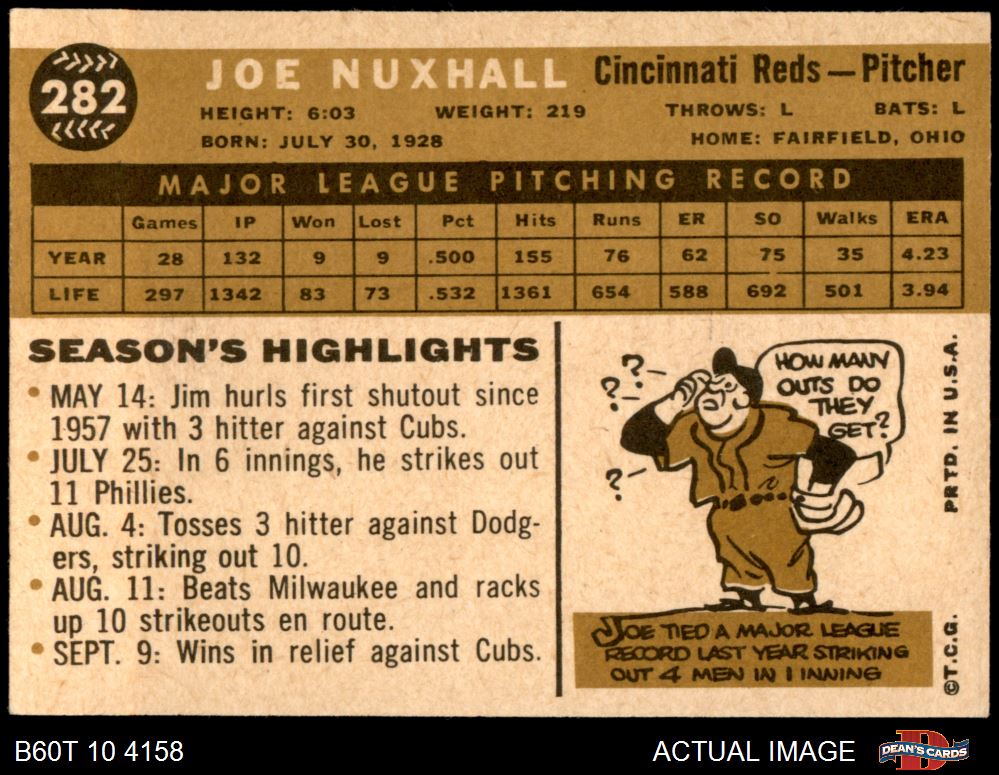 282
JOE NUXHALL Cincinnati Reds—Pitcher
HEIGHT: 6:03 WEIGHT: 219 THROWS: L BATS: L
BORN: JULY 30, 1928 HOME: FAIRFIELD, OHIO
MAJOR LEAGUE PITCHING RECORD
Games IP Won Lost Pct Hits Runs ER SO Walks ERA
YEAR 28 132 9 9 .500 155 76 62 75 35 4.23
LIFE 297 1342 83 73 .532 1361 654 588 692 501 3.94
SEASON'S HIGHLIGHTS
• MAY 14: Jim hurls first shutout since
1957 with 3 hitter against Cubs.
• JULY 25: In 6 innings, he strikes out
11 Phillies.
• AUG. 4: Tosses 3 hitter against Dodg-
ers, striking out 10.
• AUG. 11: Beats Milwaukee and racks
up 10 strikeouts en route.
• SEPT. 9: Wins in relief against Cubs.
?
?
?
HOW MANY
OUTS DO
THEY
GET?
JOE TIED A MAJOR LEAGUE
RECORD LAST YEAR STRIKING
OUT 4 MEN IN 1 INNING
PRTD. IN U.S.A.
©T.C.G.
B60T 10 4158
ACTUAL IMAGE
D
DEAN'S CARDS